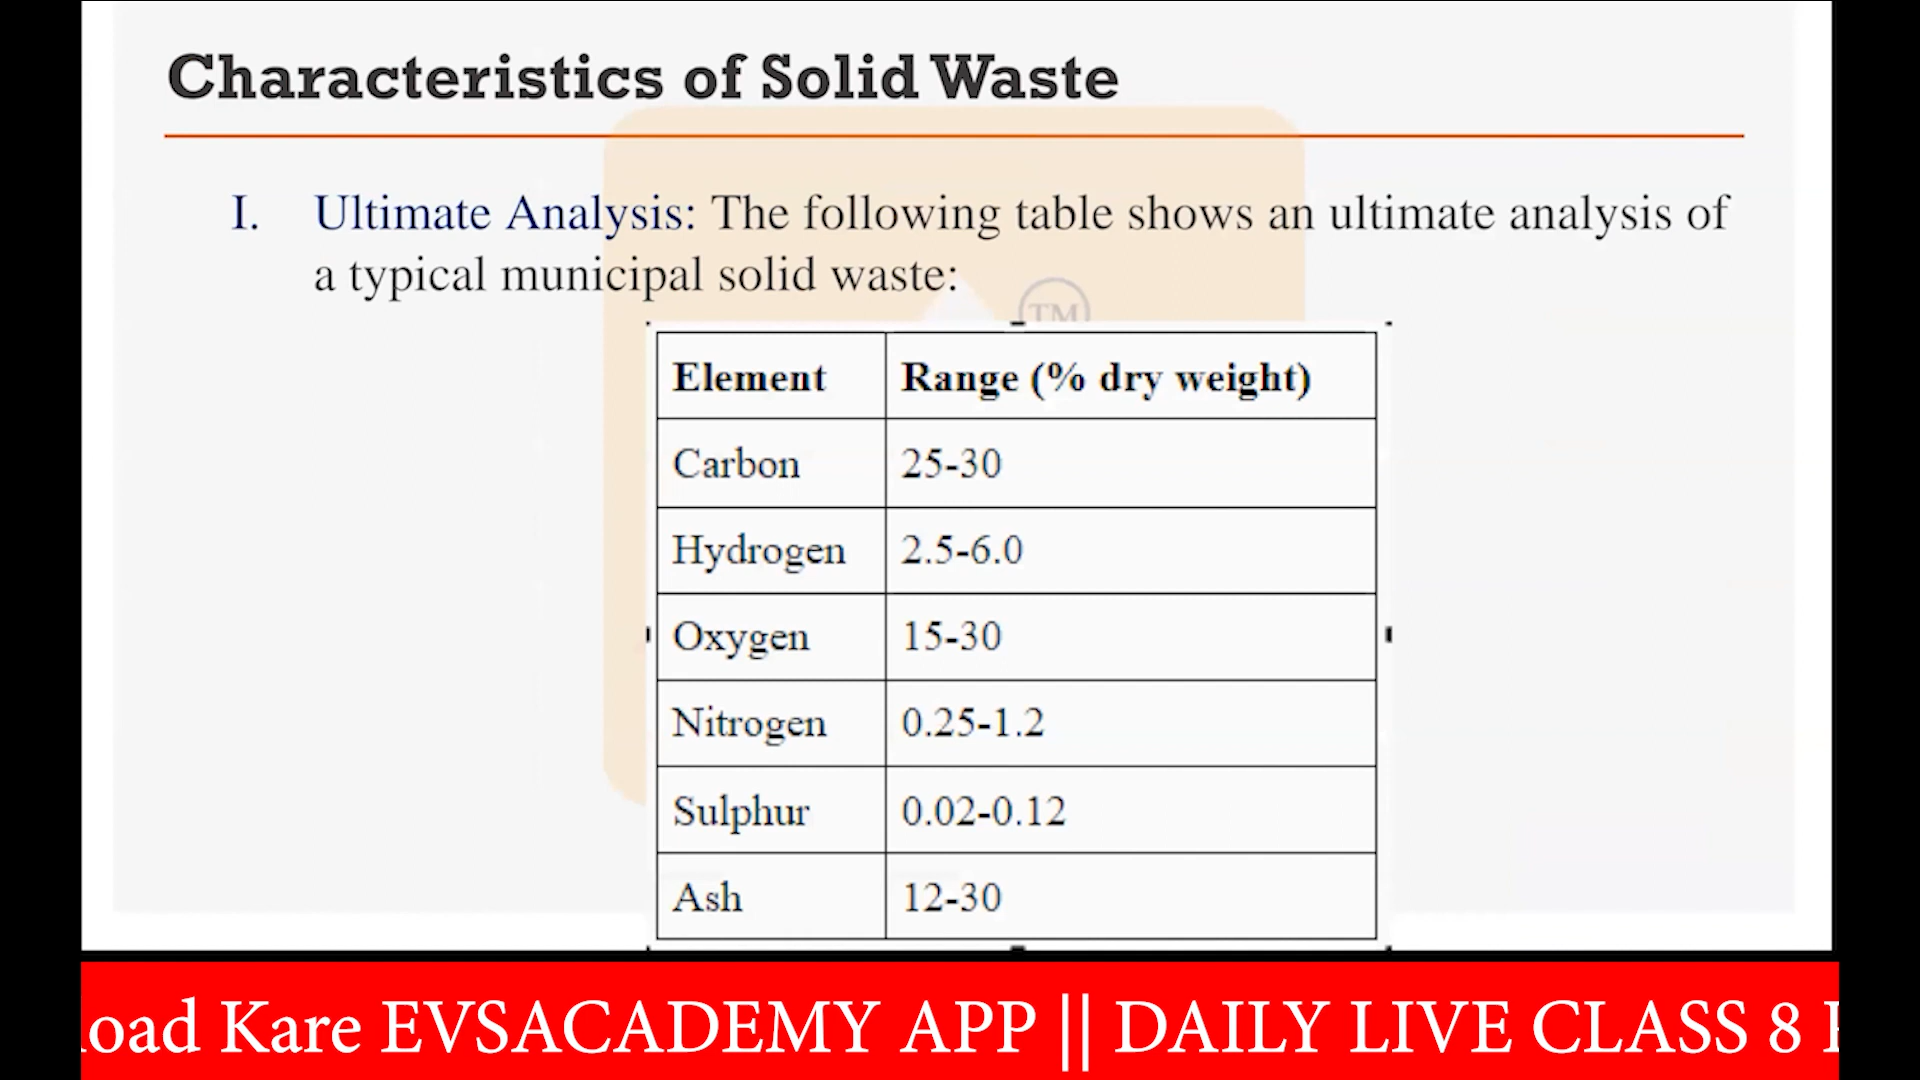 Characteristics of Solid Waste
I. Ultimate Analysis: The following table shows an ultimate analysis of
a typical municipal solid waste:
TM
Element Range (% dry weight)
Carbon 25-30
Hydrogen 2.5-6.0
Oxygen 15-30
Nitrogen 0.25-1.2
Sulphur 0.02-0.12
Ash 12-30
Kare EVSACADEMY APP || DAILY LIVE CLASS 8